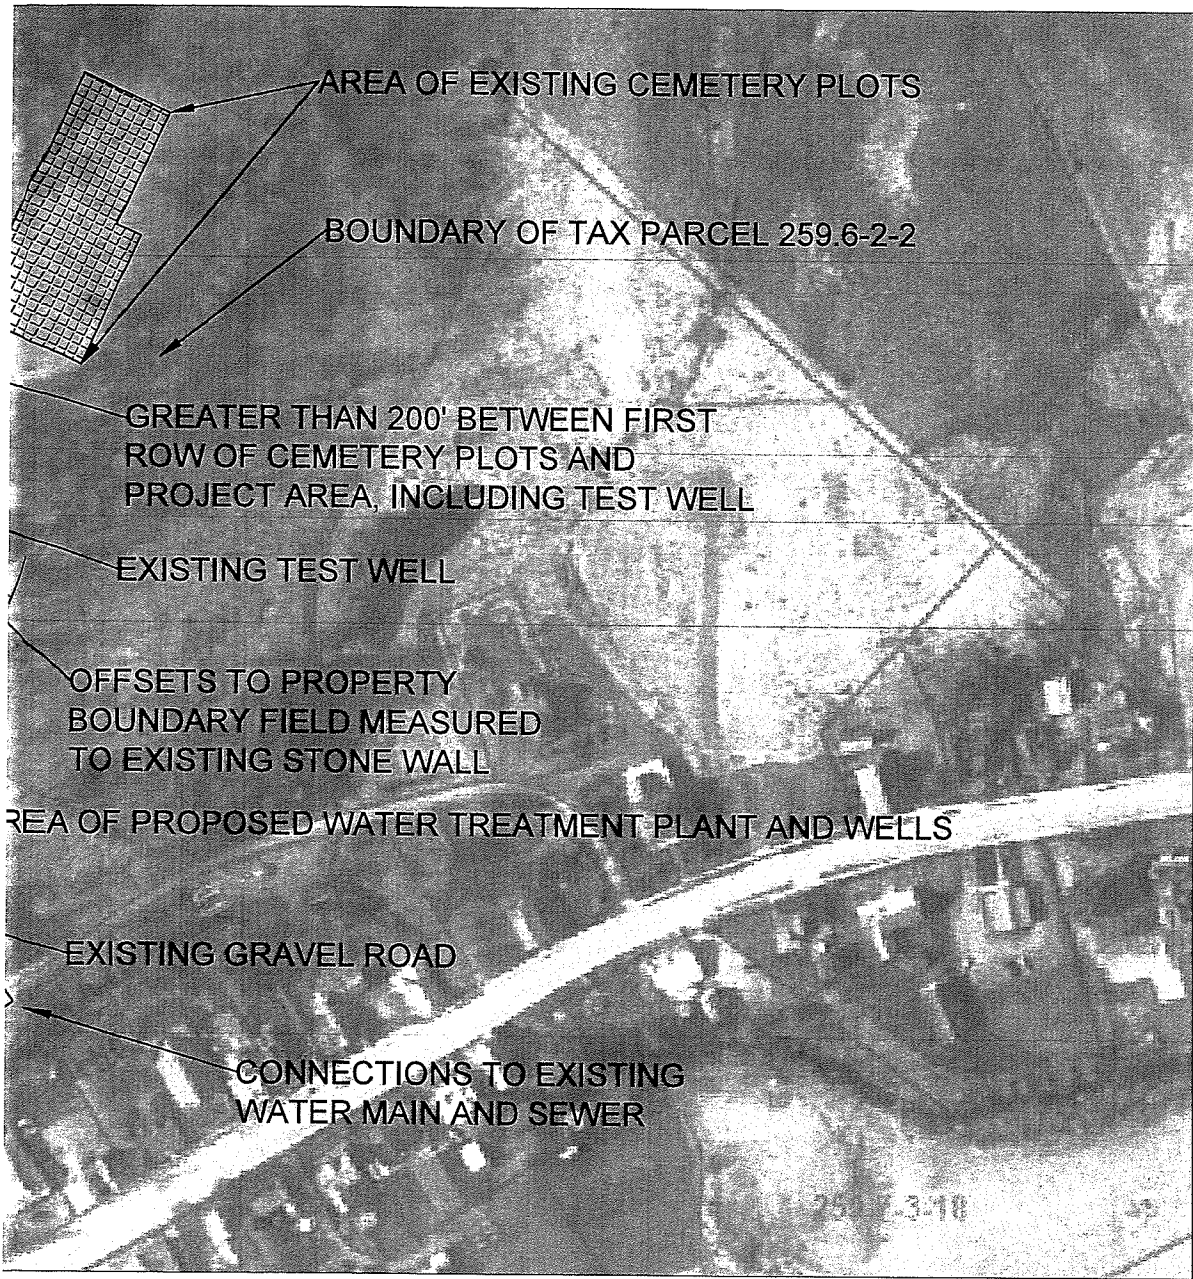 AREA OF EXISTING CEMETERY PLOTS
BOUNDARY OF TAX PARCEL 259.6-2-2
GREATER THAN 200' BETWEEN FIRST
ROW OF CEMETERY PLOTS AND
PROJECT AREA, INCLUDING TEST WELL
EXISTING TEST WELL
OFFSETS TO PROPERTY
BOUNDARY FIELD MEASURED
TO EXISTING STONE WALL
REA OF PROPOSED WATER TREATMENT PLANT AND WELLS
EXISTING GRAVEL ROAD
CONNECTIONS TO EXISTING
WATER MAIN AND SEWER